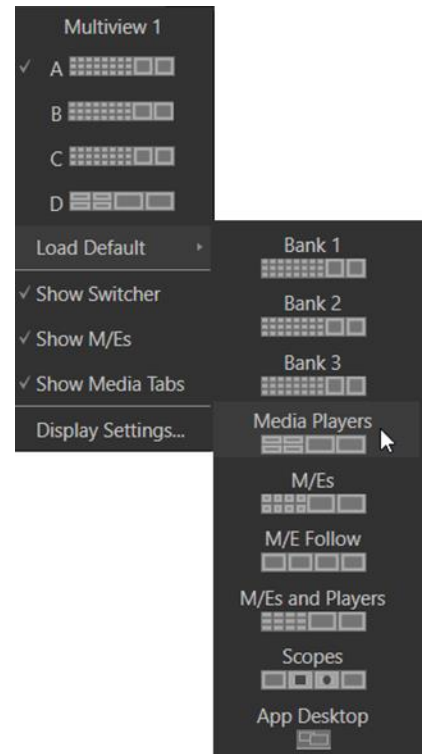 Multiview 1
A
B
C
D
Load Default
Show Switcher
Show M/Es
Show Media Tabs
Display Settings...
Bank 1
Bank 2
Bank 3
Media Players
M/Es
M/E Follow
M/Es and Players
Scopes
App Desktop